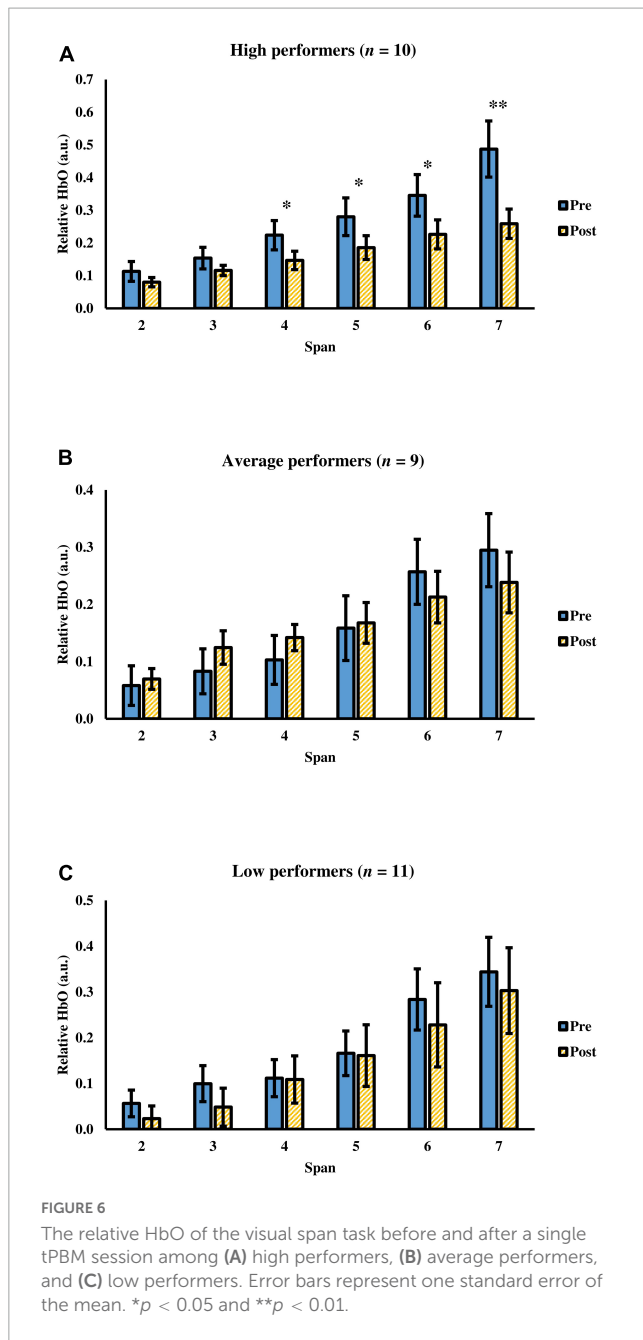 A
High performers (n = 10)
0.7
0.6
0.5
0.4
0.3
0.2
0.1
0.0
Relative HbO (a.u.)
*
*
*
**
Pre
Post
2 3 4 5 6 7
Span
B
Average performers (n = 9)
0.4
0.3
0.2
0.1
0.0
Relative HbO (a.u.)
Pre
Post
2 3 4 5 6 7
Span
C
Low performers (n = 11)
0.5
0.4
0.3
0.2
0.1
0.0
Relative HbO (a.u.)
Pre
Post
2 3 4 5 6 7
Span
FIGURE 6
The relative HbO of the visual span task before and after a single
tPBM session among (A) high performers, (B) average performers,
and (C) low performers. Error bars represent one standard error of
the mean. *p < 0.05 and **p < 0.01.